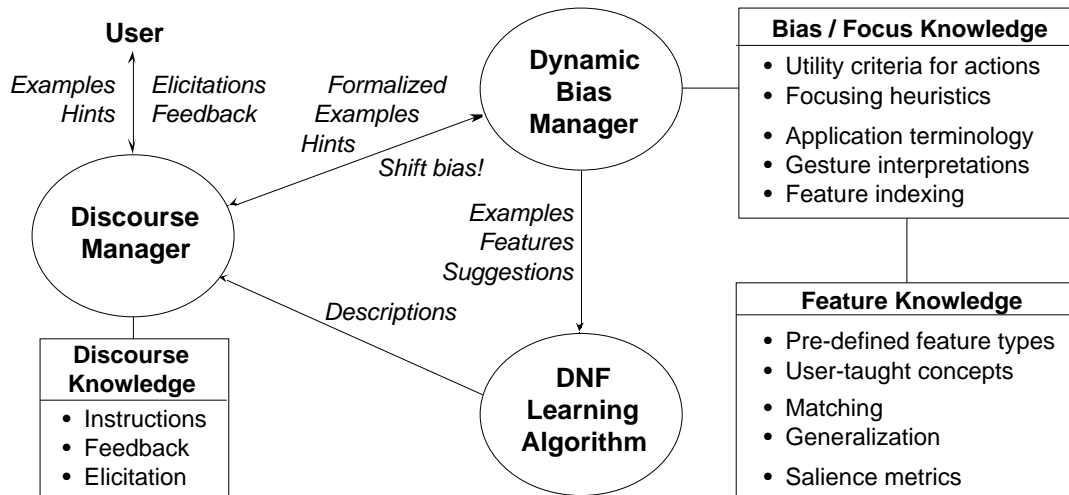 User
Examples
Hints
Elicitations
Feedback
Formalized
Examples
Hints
Shift bias!
Dynamic
Bias
Manager
Bias / Focus Knowledge
• Utility criteria for actions
• Focusing heuristics
• Application terminology
• Gesture interpretations
• Feature indexing
Discourse
Manager
Examples
Features
Suggestions
Descriptions
Discourse
Knowledge
• Instructions
• Feedback
• Elicitation
DNF
Learning
Algorithm
Feature Knowledge
• Pre-defined feature types
• User-taught concepts
• Matching
• Generalization
• Salience metrics